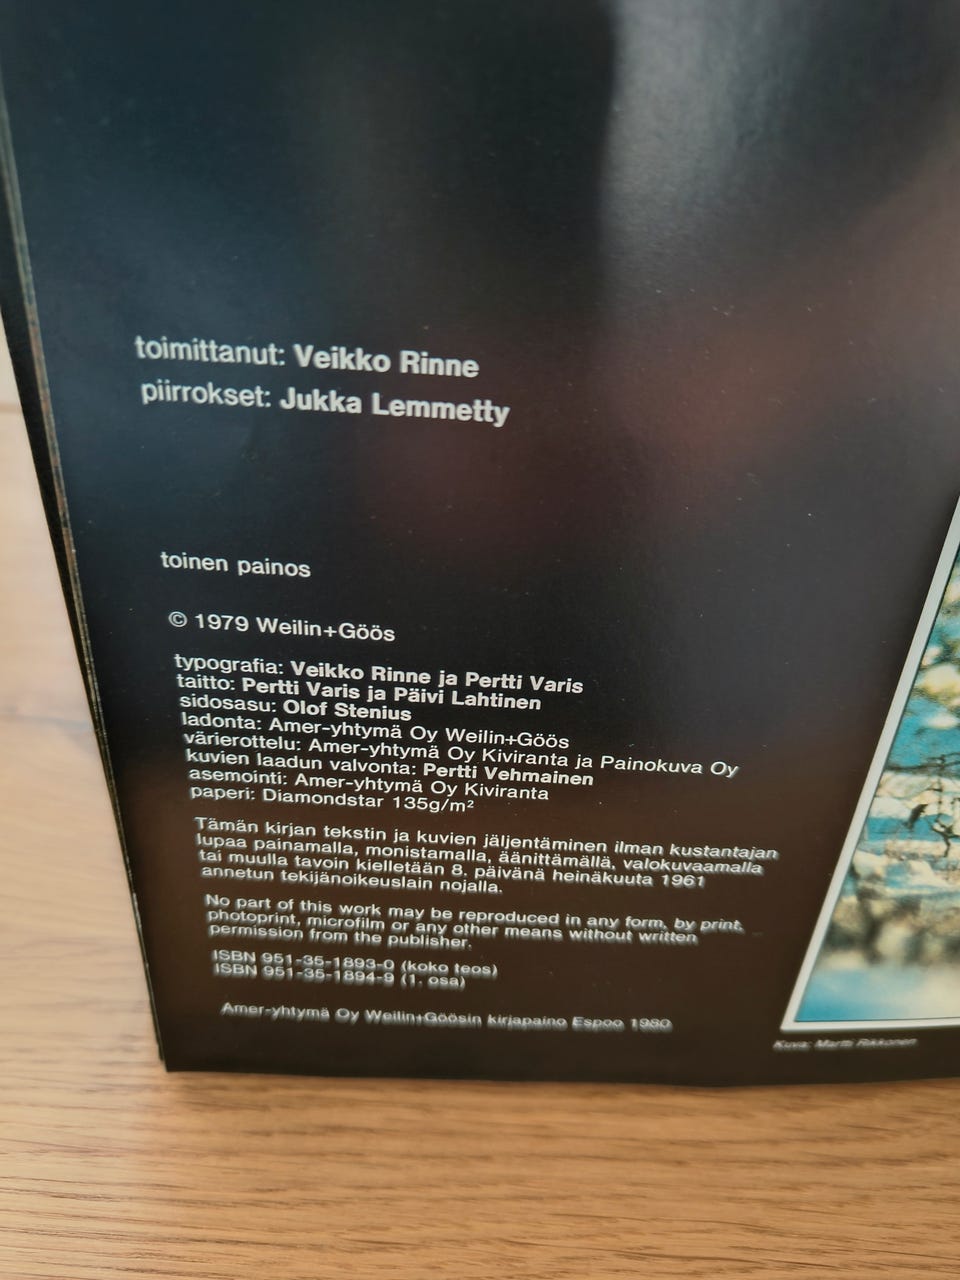 toimittanut: Veikko Rinne
piirrokset: Jukka Lemmetty
toinen painos
© 1979 Weilin+Göös
typografia: Veikko Rinne ja Pertti Varis
taitto: Pertti Varis ja Päivi Lahtinen
sidosasu: Olof Stenius
ladonta: Amer-yhtymä Oy Weilin+Göös
värierottelu: Amer-yhtymä Oy Kiviranta ja Painokuva Oy
kuvien laadun valvonta: Pertti Vehmainen
asemointi: Amer-yhtymä Oy Kiviranta
paperi: Diamondstar 135g/m²
Tämän kirjan tekstin ja kuvien jäljentäminen ilman kustantajan
lupaa painamalla, monistamalla, äänittämällä, valokuvaamalla
tai muulla tavoin kielletään 8. päivänä heinäkuuta 1961
annetun tekijänoikeuslain nojalla.
No part of this work may be reproduced in any form, by print,
photoprint, microfilm or any other means without written
permission from the publisher.
ISBN 951-35-1893-0 (koko teos)
ISBN 951-35-1894-9 (1. osa)
Amer-yhtymä Oy Weilin+Göösin kirjapaino Espoo 1980
Kuva: Martti Rikkonen